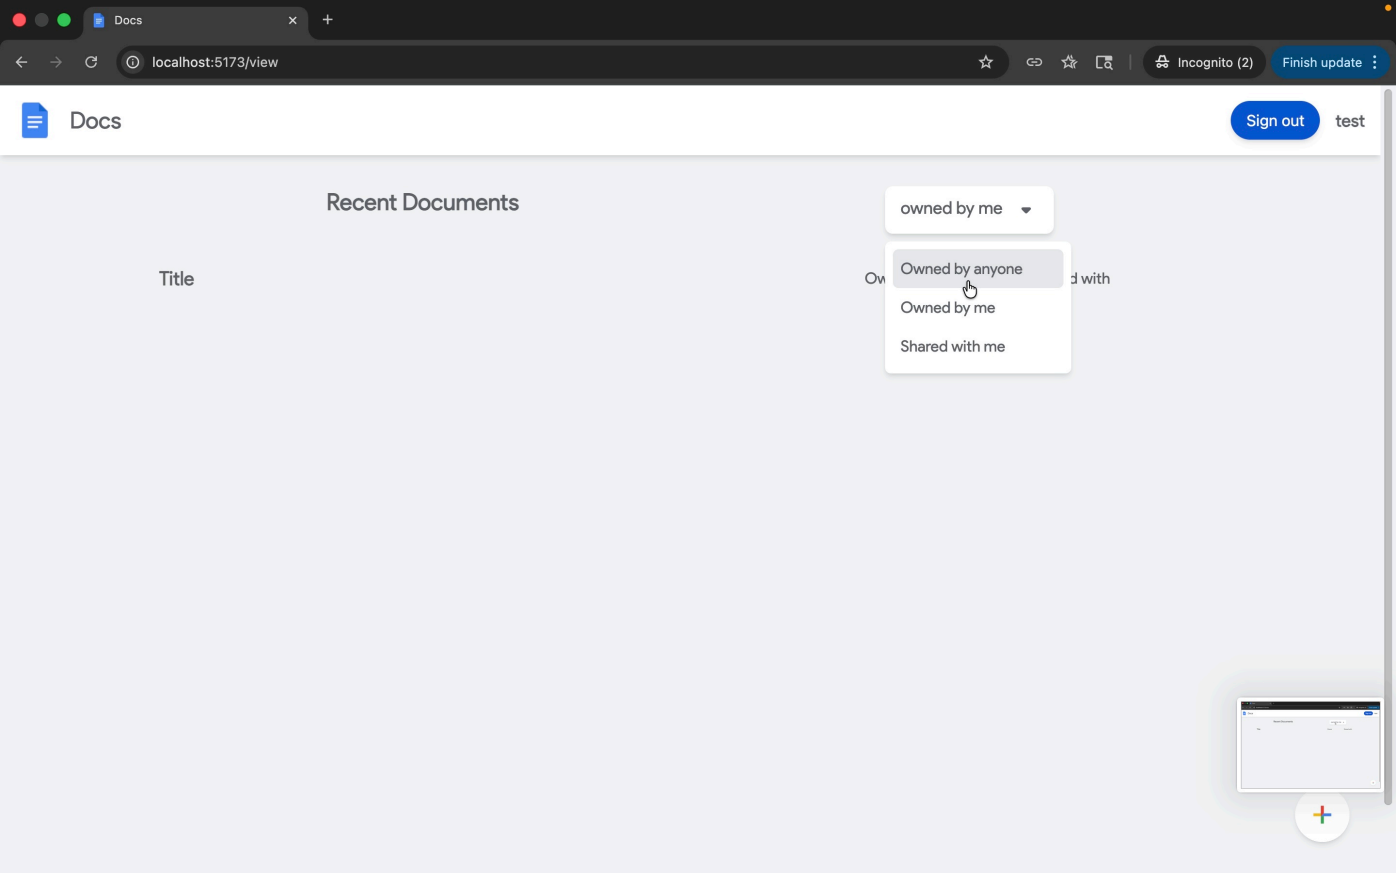 Docs
localhost:5173/view
Incognito (2)
Finish update
Docs
Sign out
test
Recent Documents
owned by me
Owned by anyone
Owned by me
Shared with me
Title
Ow
d with